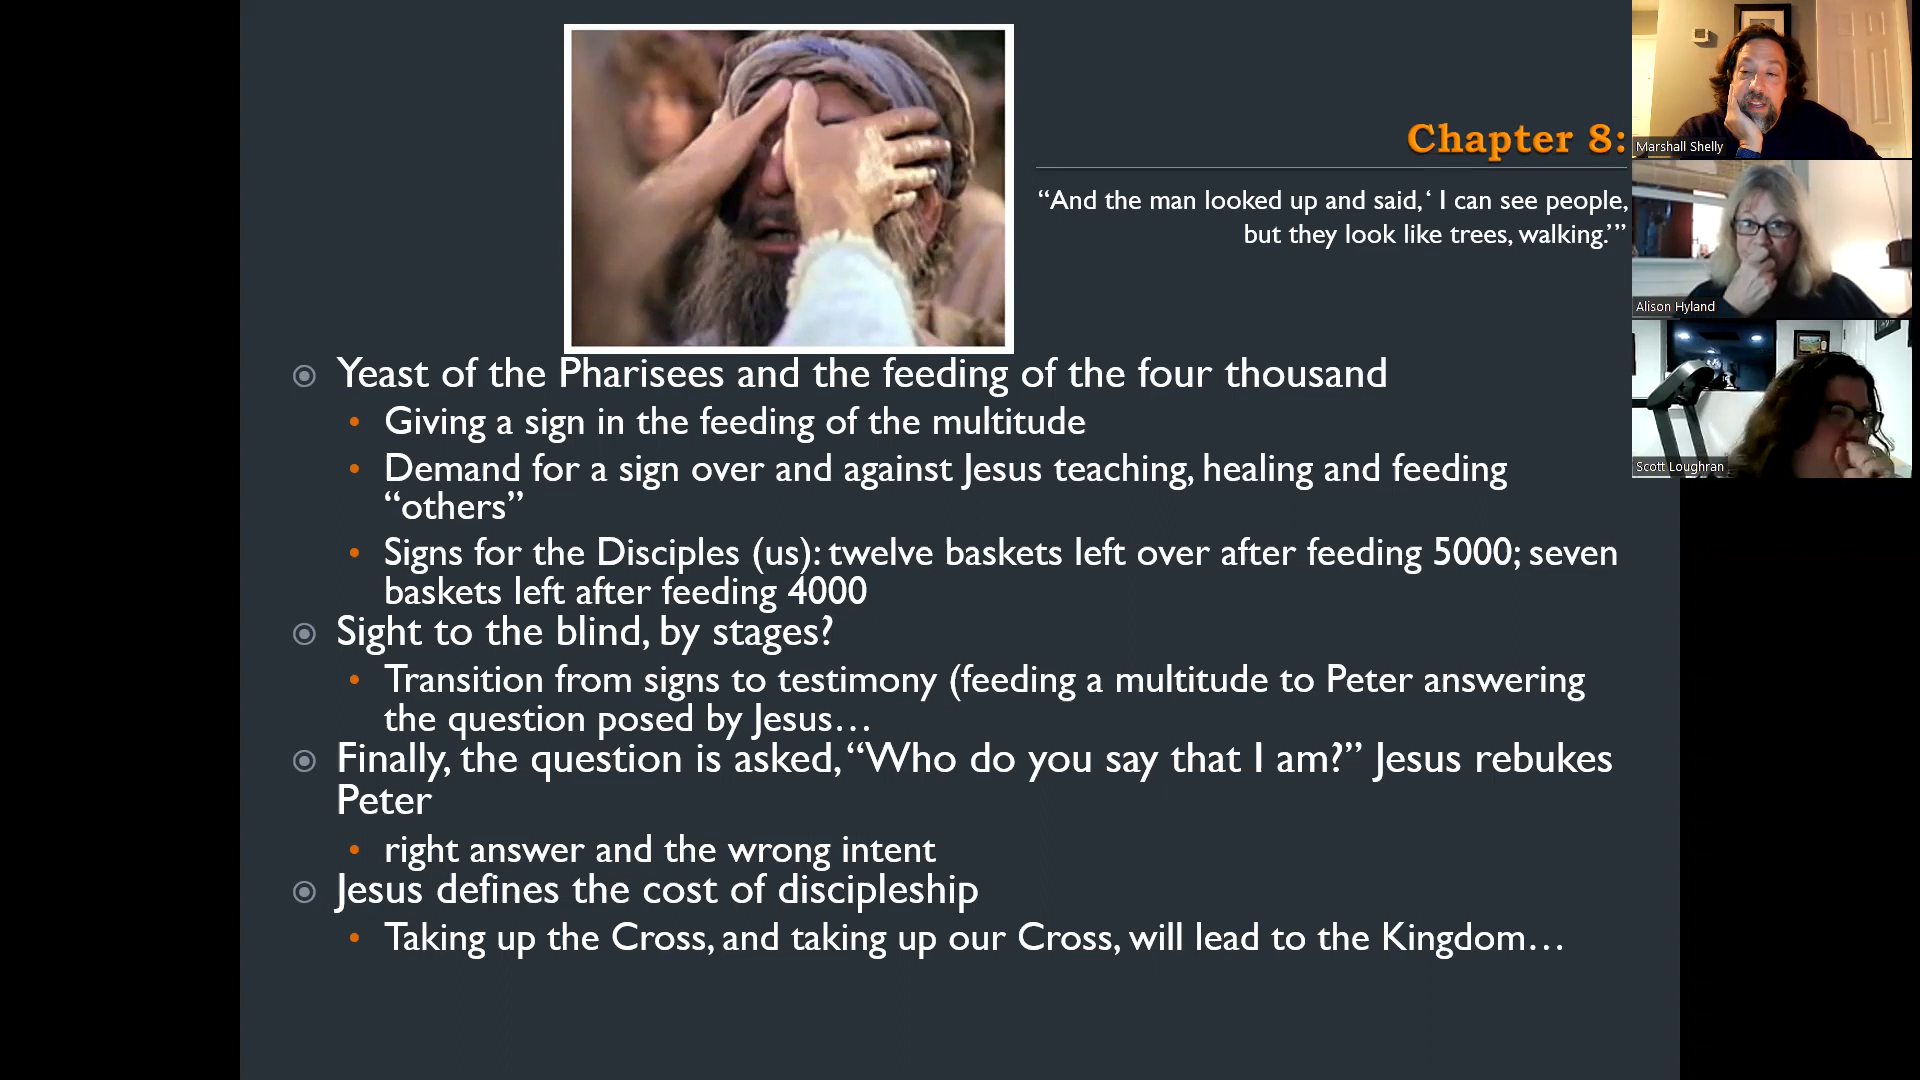 Chapter 8:
“And the man looked up and said,‘ I can see people,
but they look like trees, walking.’”
Yeast of the Pharisees and the feeding of the four thousand
• Giving a sign in the feeding of the multitude
• Demand for a sign over and against Jesus teaching, healing and feeding
“others”
• Signs for the Disciples (us): twelve baskets left over after feeding 5000; seven
baskets left after feeding 4000
Sight to the blind, by stages?
• Transition from signs to testimony (feeding a multitude to Peter answering
the question posed by Jesus…
Finally, the question is asked, “Who do you say that I am?” Jesus rebukes
Peter
• right answer and the wrong intent
Jesus defines the cost of discipleship
• Taking up the Cross, and taking up our Cross, will lead to the Kingdom…
Marshall Shelly
Alison Hyland
Scott Loughran